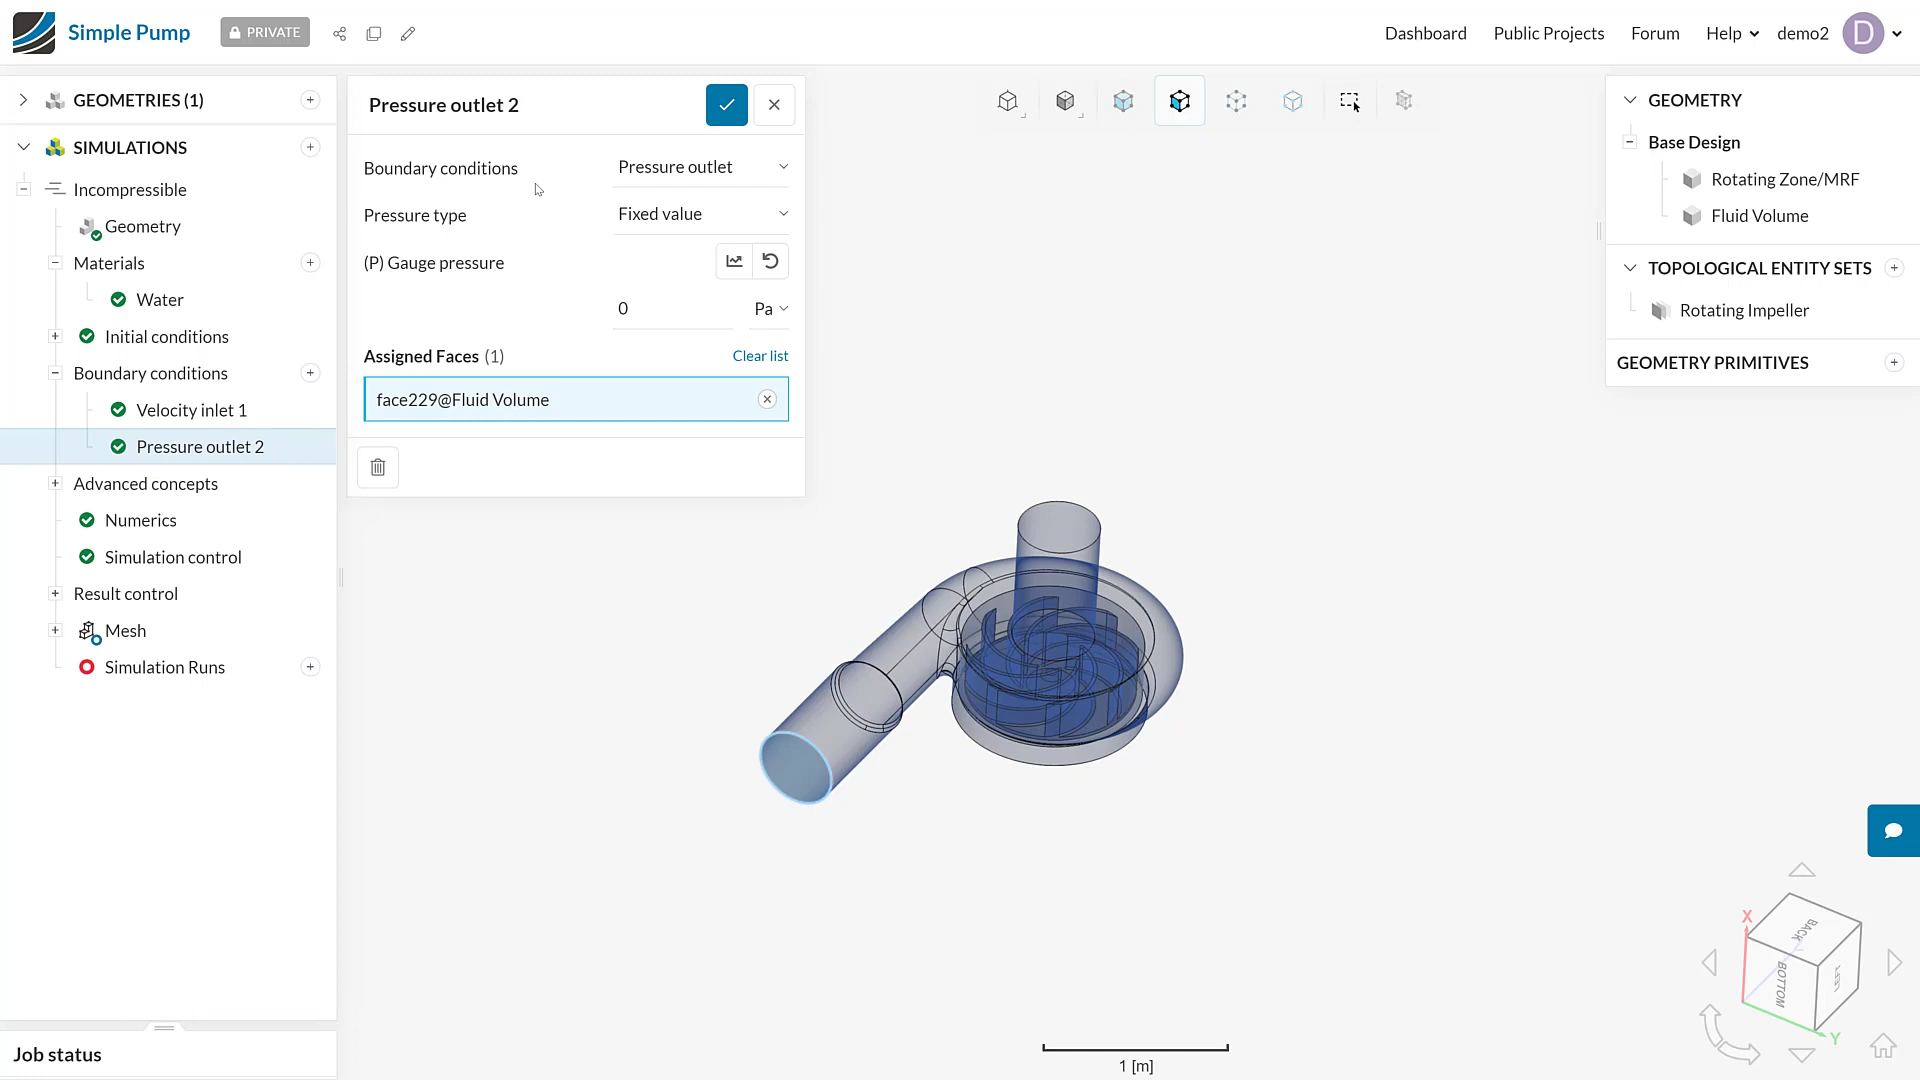 Simple Pump
PRIVATE
Dashboard
Public Projects
Forum
Help
demo2
D
GEOMETRIES (1)
SIMULATIONS
Incompressible
Geometry
Materials
Water
Initial conditions
Boundary conditions
Velocity inlet 1
Pressure outlet 2
Advanced concepts
Numerics
Simulation control
Result control
Mesh
Simulation Runs
Job status
Pressure outlet 2
Boundary conditions
Pressure outlet
Pressure type
Fixed value
(P) Gauge pressure
0
Pa
Assigned Faces (1)
Clear list
face229@Fluid Volume
GEOMETRY
Base Design
Rotating Zone/MRF
Fluid Volume
TOPOLOGICAL ENTITY SETS
Rotating Impeller
GEOMETRY PRIMITIVES
X
BACK
BOTTOM
LEFT
Y
1 [m]